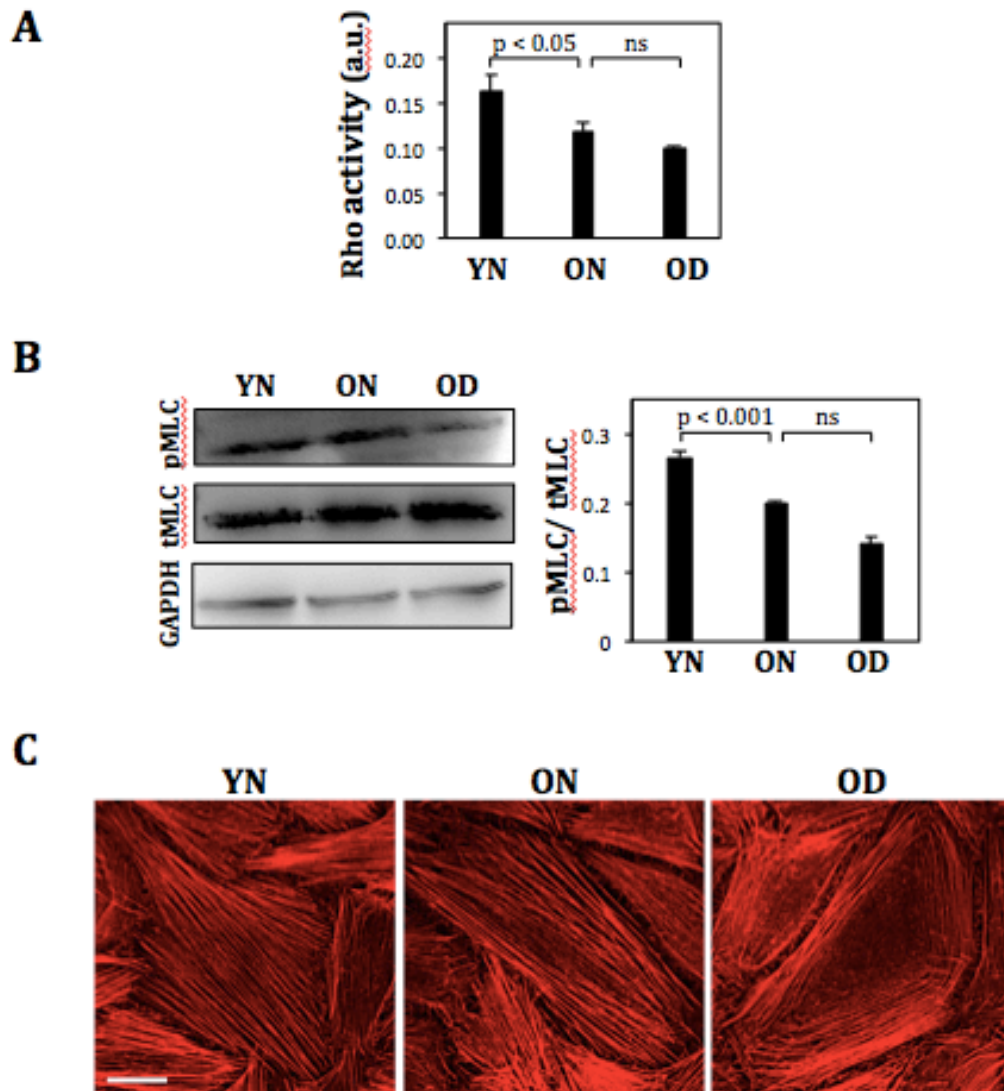 A
Rho activity (a.u.)
p < 0.05
ns
0.20
0.15
0.10
0.05
0.00
YN ON OD
B
YN ON OD
pMLC
tMLC
GAPDH
pMLC/ tMLC
p < 0.001
ns
0.3
0.2
0.1
0
YN ON OD
C
YN ON OD